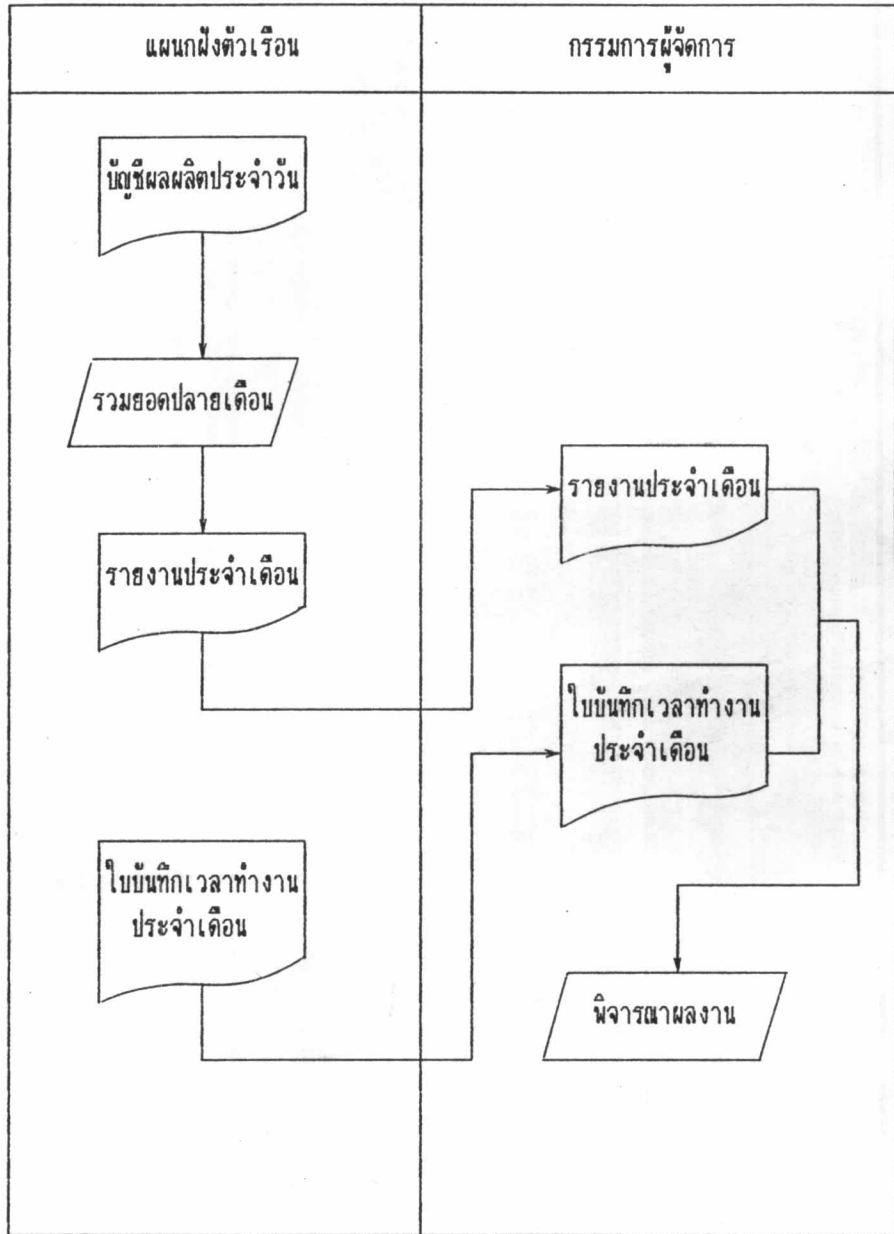 แผนกฝังตัวเรือน
กรรมการผู้จัดการ
บัญชีผลผลิตประจำวัน
รวมยอดปลายเดือน
รายงานประจำเดือน
ใบบันทึกเวลาทำงาน
ประจำเดือน
รายงานประจำเดือน
ใบบันทึกเวลาทำงาน
ประจำเดือน
พิจารณาผลงาน